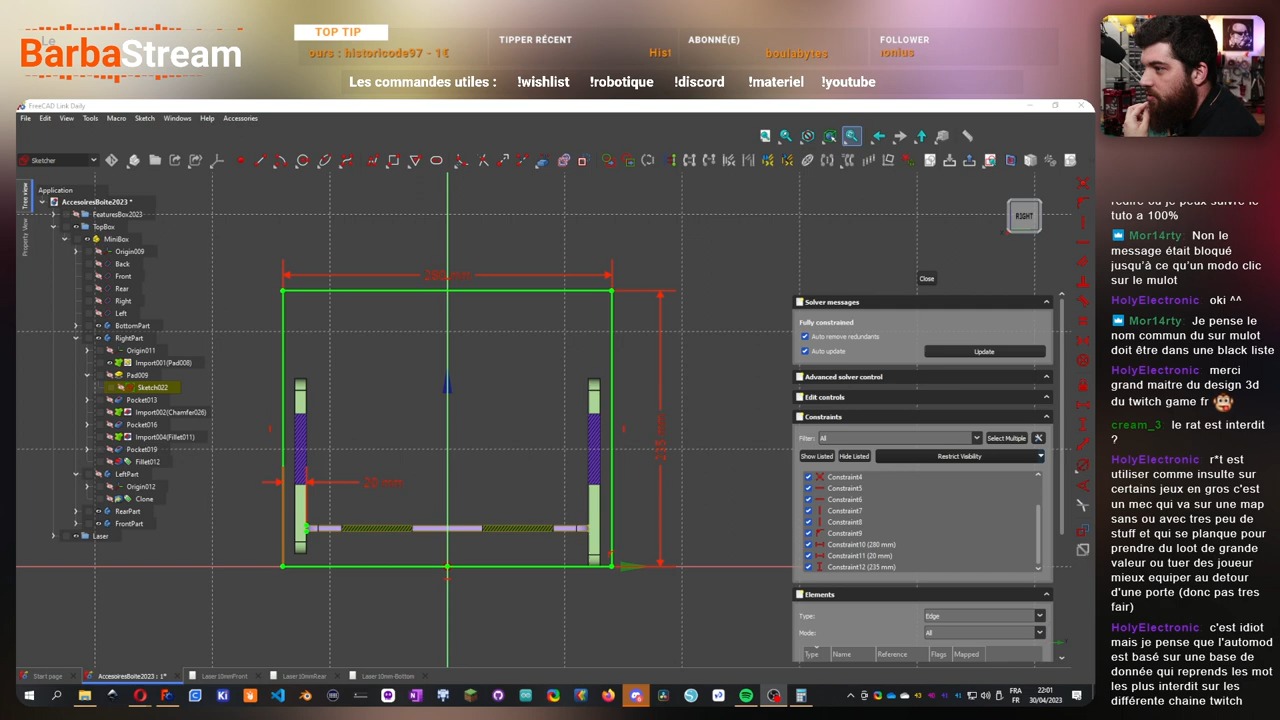 Le
BarbaStream
TOP TIP
ours : historicode97 - 1€
TIPPER RÉCENT
Hist
ABONNÉ(E)
boulabytes
FOLLOWER
ronius
Les commandes utiles : !wishlist !robotique !discord !materiel !youtube
FreeCAD Link Daily
File Edit View Tools Macro Sketch Windows Help Accessories
Sketcher
Tree view
Property View
Application
AccesoiresBoite2023 *
FeaturesBox2023
TopBox
MiniBox
Origin009
Back
Front
Rear
Right
Left
BottomPart
RightPart
Origin011
Import001(Pad008)
Pad009
Sketch022
Pocket013
Import002(Chamfer026)
Pocket016
Import004(Fillet011)
Pocket019
Fillet012
LeftPart
Origin012
Clone
RearPart
FrontPart
Laser
280 mm
235 mm
20 mm
RIGHT
Close
Solver messages
Fully constrained
Auto remove redundants
Auto update
Update
Advanced solver control
Edit controls
Constraints
Filter: All
Select Multiple
Show Listed
Hide Listed
Restrict Visibility
Constraint4
Constraint5
Constraint6
Constraint7
Constraint8
Constraint9
Constraint10 (280 mm)
Constraint11 (20 mm)
Constraint12 (235 mm)
Elements
Type: Edge
Mode: All
Type Name Reference Flags Mapped
Start page
AccesoiresBoite2023 : 1*
Laser10mmFront
Laser10mmRear
Laser10mm-Bottom
FRA
FR
22:01
30/04/2023
tuto a 100%
Mor14rty: Non le
message était bloqué
jusqu'à ce qu'un modo clic
sur le mulot
HolyElectronic: oki ^^
Mor14rty: Je pense le
nom commun du sur mulot
doit être dans une black liste
HolyElectronic: merci
grand maitre du design 3d
du twitch game fr
cream_3: le rat est interdit
?
HolyElectronic: r*t est
utiliser comme insulte sur
certains jeux en gros c'est
un mec qui va sur une map
sans ou avec tres peu de
stuff et qui se planque pour
prendre du loot de grande
valeur ou tuer des joueur
mieux equiper au detour
d'une porte (donc pas tres
fair)
HolyElectronic: c'est idiot
mais je pense que l'automod
est basé sur une base de
donnée qui reprends les mot
les plus interdit sur les
différente chaine twitch